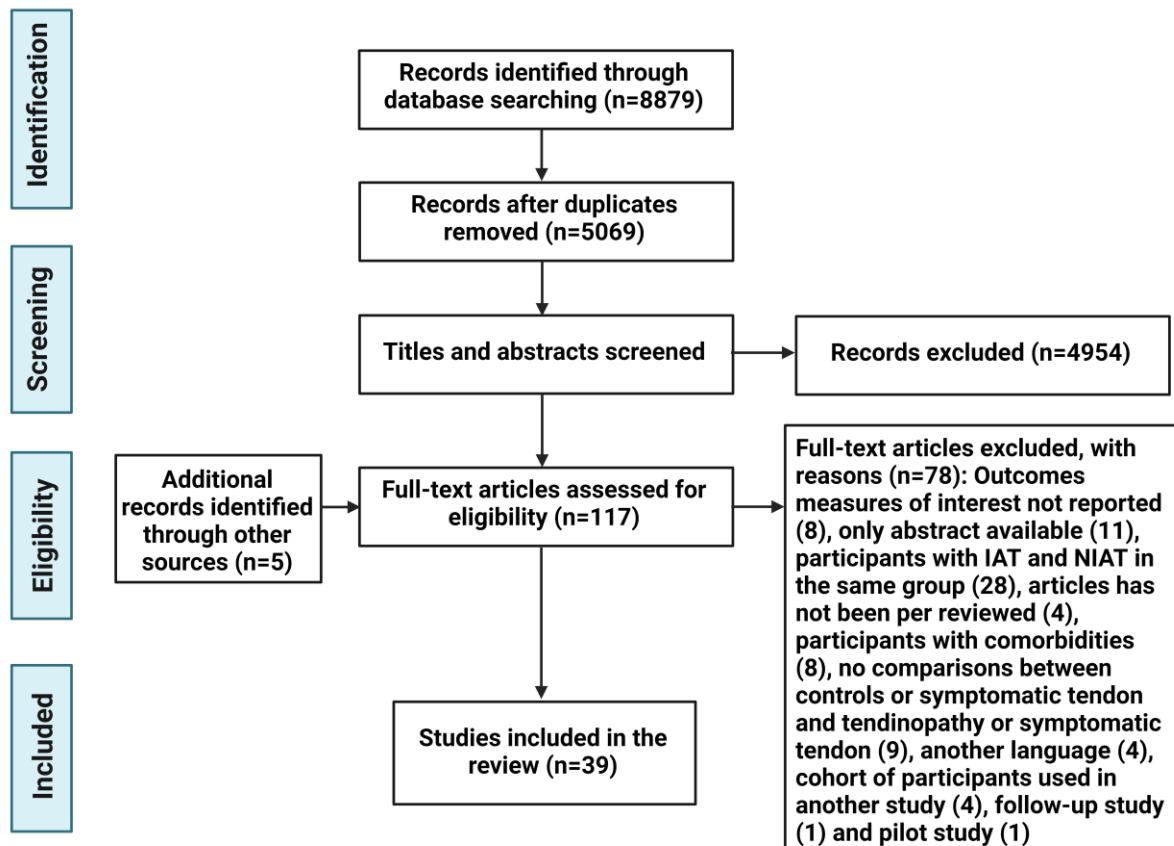 Identification
Records identified through
database searching (n=8879)
Records after duplicates
removed (n=5069)
Screening
Titles and abstracts screened
Records excluded (n=4954)
Eligibility
Additional
records identified
through other
sources (n=5)
Full-text articles assessed for
eligibility (n=117)
Full-text articles excluded, with
reasons (n=78): Outcomes
measures of interest not reported
(8), only abstract available (11),
participants with IAT and NIAT in
the same group (28), articles has
not been per reviewed (4),
participants with comorbidities
(8), no comparisons between
controls or symptomatic tendon
and tendinopathy or symptomatic
tendon (9), another language (4),
cohort of participants used in
another study (4), follow-up study
(1) and pilot study (1)
Included
Studies included in the
review (n=39)